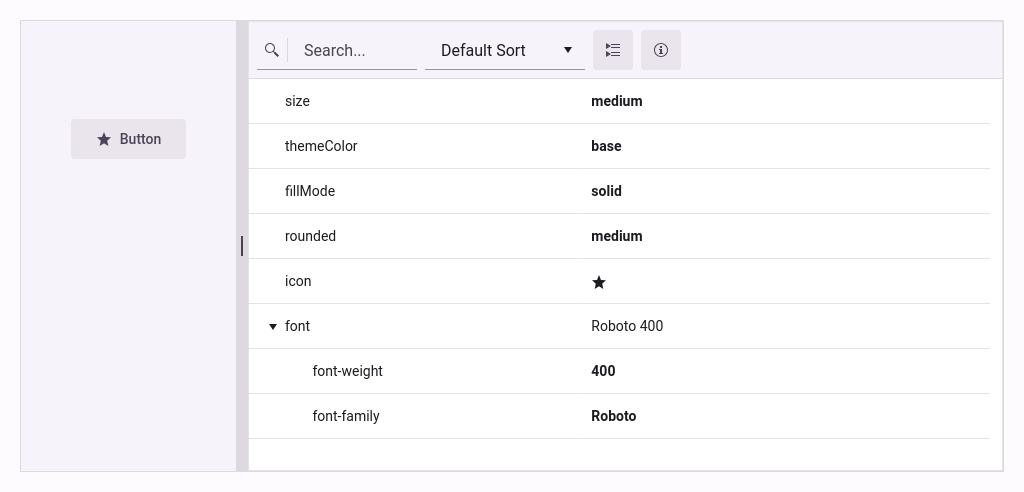 Button
Search...
Default Sort
size medium
themeColor base
fillMode solid
rounded medium
icon
font Roboto 400
font-weight 400
font-family Roboto